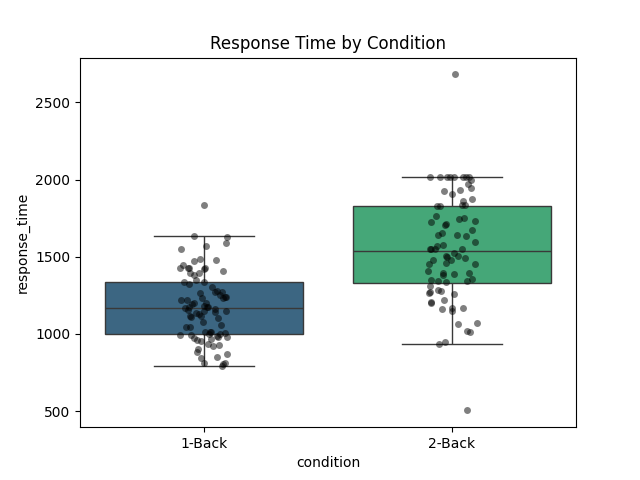 Response Time by Condition
response_time
2500
2000
1500
1000
500
1-Back
2-Back
condition